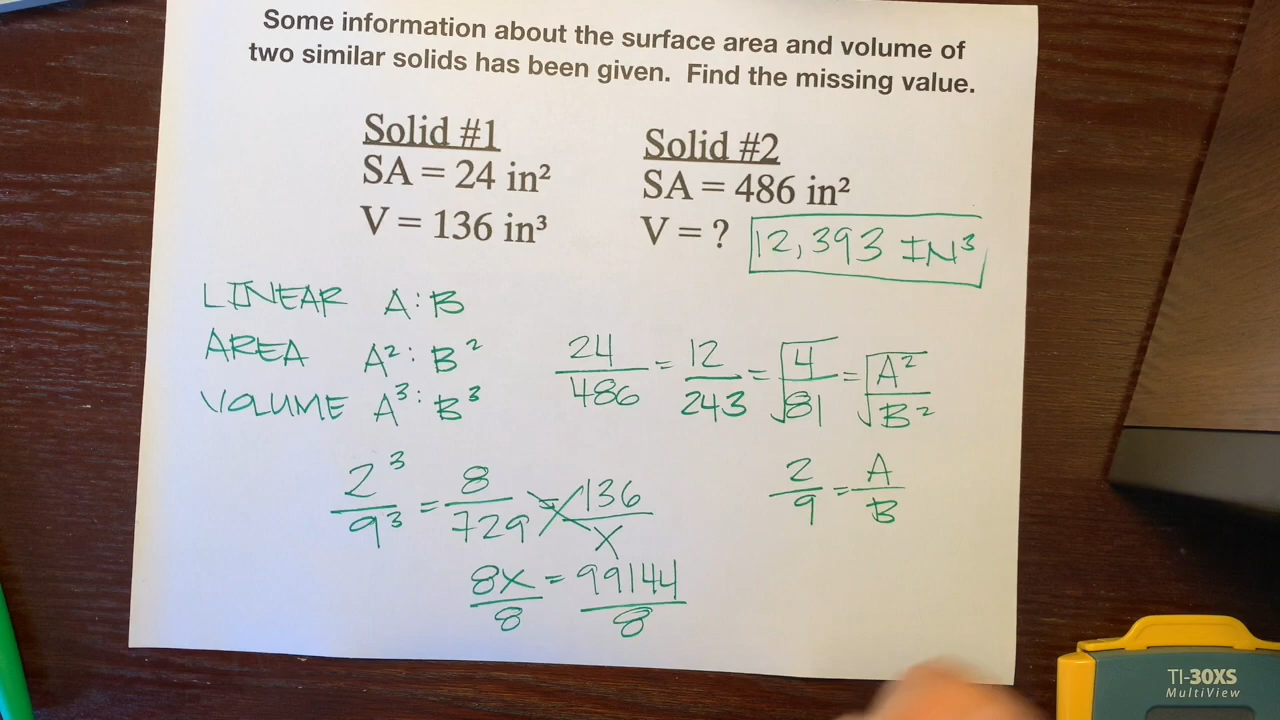 Some information about the surface area and volume of
two similar solids has been given. Find the missing value.
Solid #1
SA = 24 in²
V = 136 in³
Solid #2
SA = 486 in²
V = ? 12,393 IN³
LINEAR A:B
AREA A²:B²
VOLUME A³:B³
24/486 = 12/243 = √4/√81 = √A²/√B²
2/9 = A/B
2³/9³ = 8/729 = 136/X
8X/8 = 99144/8
TI-30XS
MultiView